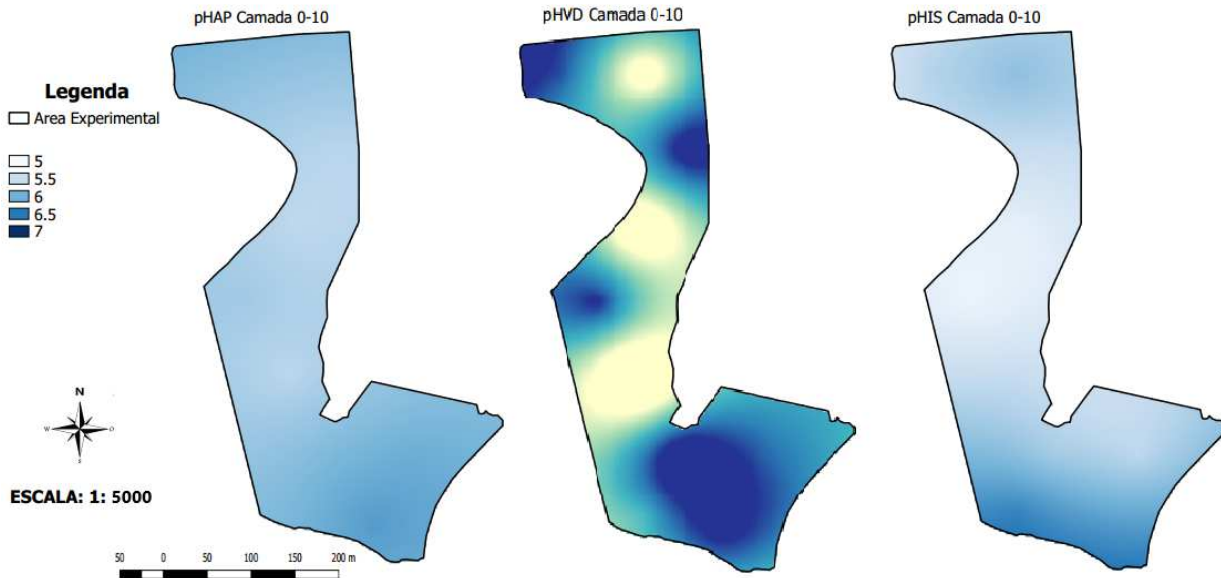 pHAP Camada 0-10
pHVD Camada 0-10
pHIS Camada 0-10
Legenda
Area Experimental
5
5.5
6
6.5
7
N
W
O
S
ESCALA: 1: 5000
50 0 50 100 150 200 m